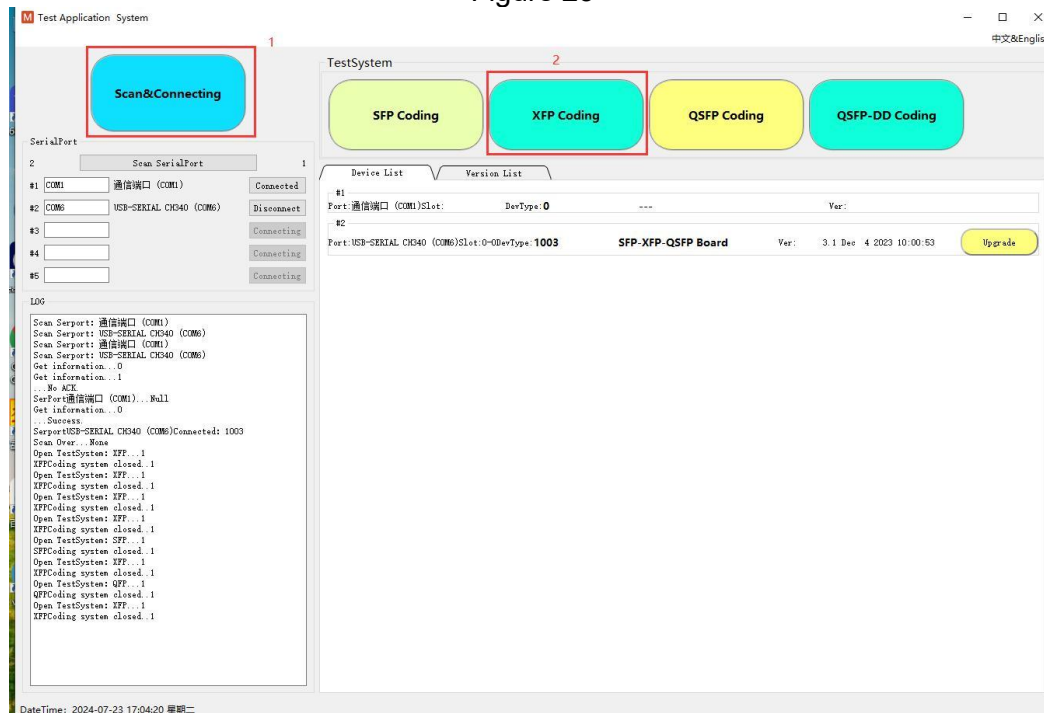 M Test Application System
中文&Englis
1
Scan&Connecting
TestSystem
2
SFP Coding
XFP Coding
QSFP Coding
QSFP-DD Coding
SerialPort
2 Scan SerialPort 1
#1 COM1 通信端口 (COM1) Connected
#2 COM6 USB-SERIAL CH340 (COM6) Disconnect
#3 Connecting
#4 Connecting
#5 Connecting
Device List Version List
#1
Port:通信端口 (COM1)Slot: DevType:0 --- Ver:
#2
Port:USB-SERIAL CH340 (COM6)Slot:0-0DevType:1003 SFP-XFP-QSFP Board Ver: 3.1 Dec 4 2023 10:00:53 Upgrade
LOG
Scan Serport: 通信端口 (COM1)
Scan Serport: USB-SERIAL CH340 (COM6)
Scan Serport: 通信端口 (COM1)
Scan Serport: USB-SERIAL CH340 (COM6)
Get information...0
Get information...1
...No ACK.
SerPort通信端口 (COM1)...Null
Get information...0
...Success.
SerportUSB-SERIAL CH340 (COM6)Connected: 1003
Scan Over...None
Open TestSystem: XFP...1
XFPCoding system closed..1
Open TestSystem: XFP...1
XFPCoding system closed..1
Open TestSystem: XFP...1
XFPCoding system closed..1
Open TestSystem: XFP...1
XFPCoding system closed..1
Open TestSystem: SFP...1
SFPCoding system closed..1
Open TestSystem: XFP...1
XFPCoding system closed..1
Open TestSystem: QFP...1
QFPCoding system closed..1
Open TestSystem: XFP...1
XFPCoding system closed..1
DateTime: 2024-07-23 17:04:20 星期二